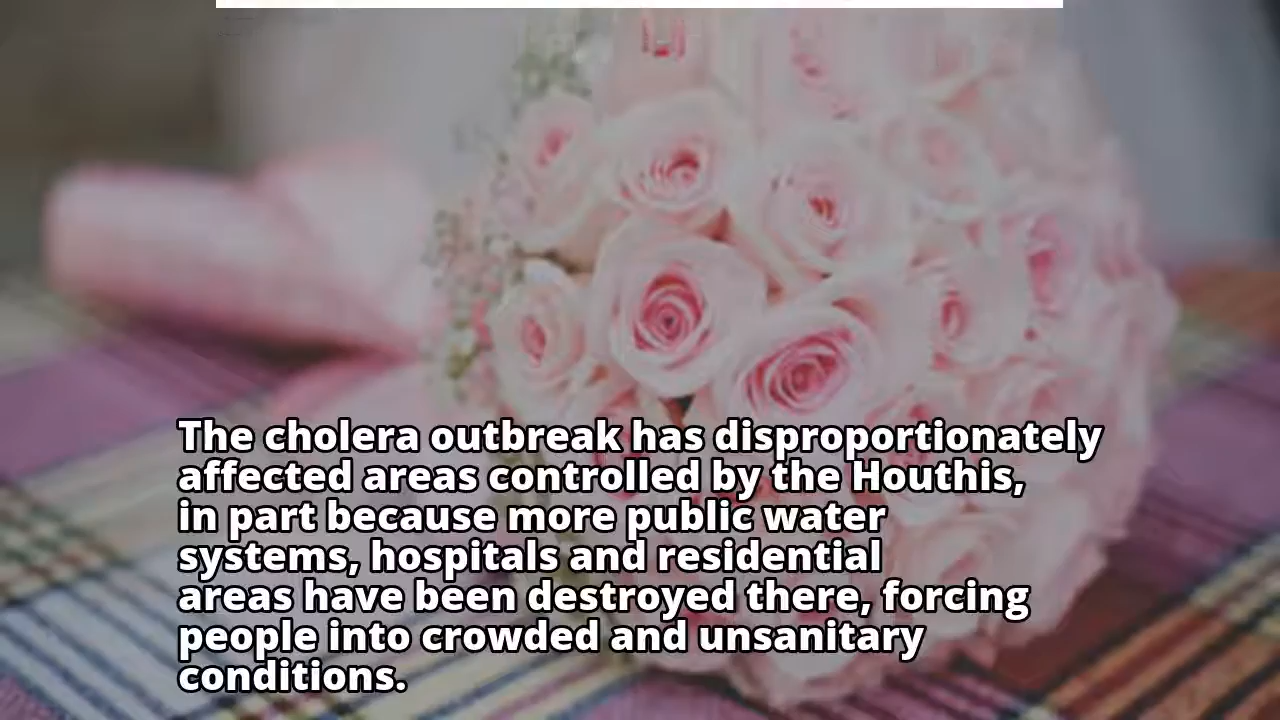 The cholera outbreak has disproportionately
affected areas controlled by the Houthis,
in part because more public water
systems, hospitals and residential
areas have been destroyed there, forcing
people into crowded and unsanitary
conditions.